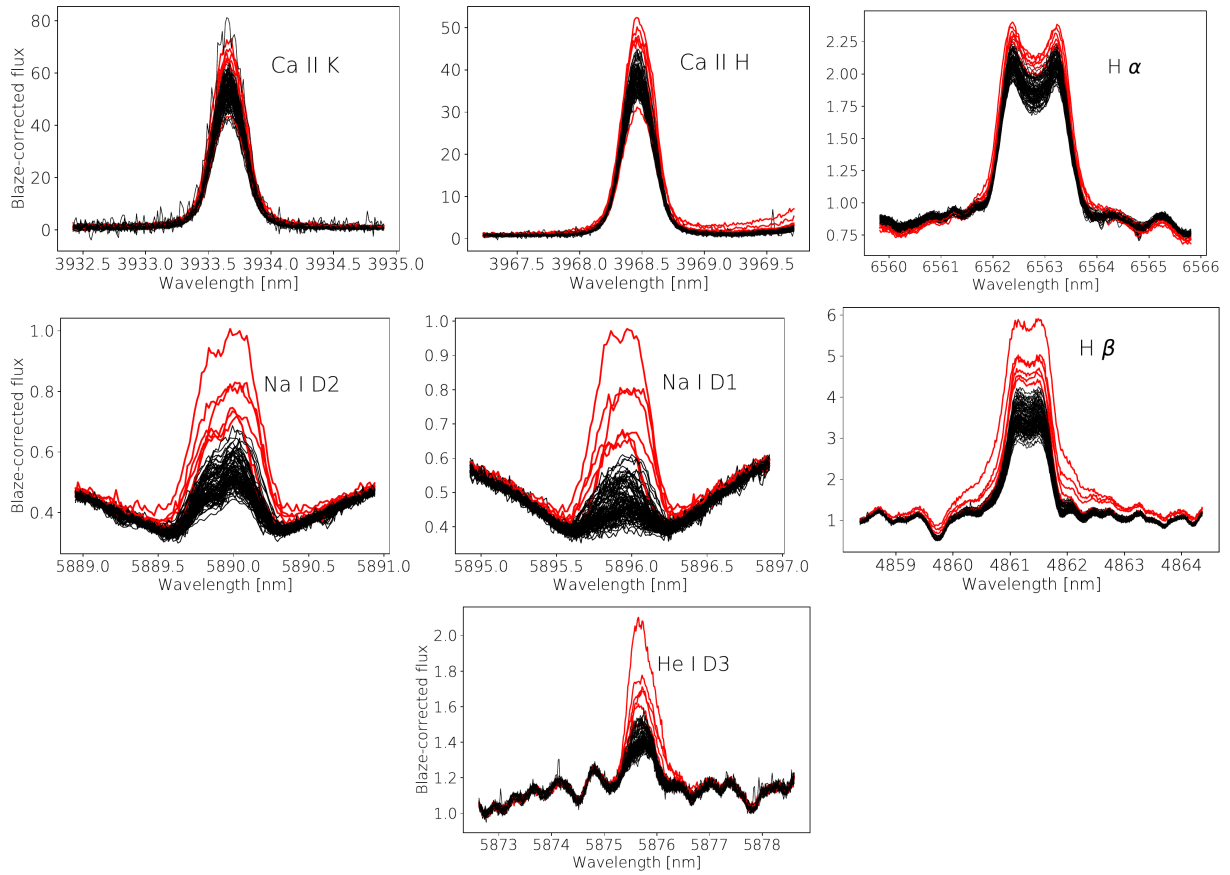 Blaze-corrected flux
80
60
40
20
0
Ca II K
3932.5 3933.0 3933.5 3934.0 3934.5 3935.0
Wavelength [nm]
50
40
30
20
10
0
Ca II H
3967.5 3968.0 3968.5 3969.0 3969.5
Wavelength [nm]
2.25
2.00
1.75
1.50
1.25
1.00
0.75
H α
6560 6561 6562 6563 6564 6565 6566
Wavelength [nm]
Blaze-corrected flux
1.0
0.8
0.6
0.4
Na I D2
5889.0 5889.5 5890.0 5890.5 5891.0
Wavelength [nm]
1.0
0.9
0.8
0.7
0.6
0.5
0.4
Na I D1
5895.0 5895.5 5896.0 5896.5 5897.0
Wavelength [nm]
6
5
4
3
2
1
H β
4859 4860 4861 4862 4863 4864
Wavelength [nm]
Blaze-corrected flux
2.0
1.8
1.6
1.4
1.2
1.0
He I D3
5873 5874 5875 5876 5877 5878
Wavelength [nm]